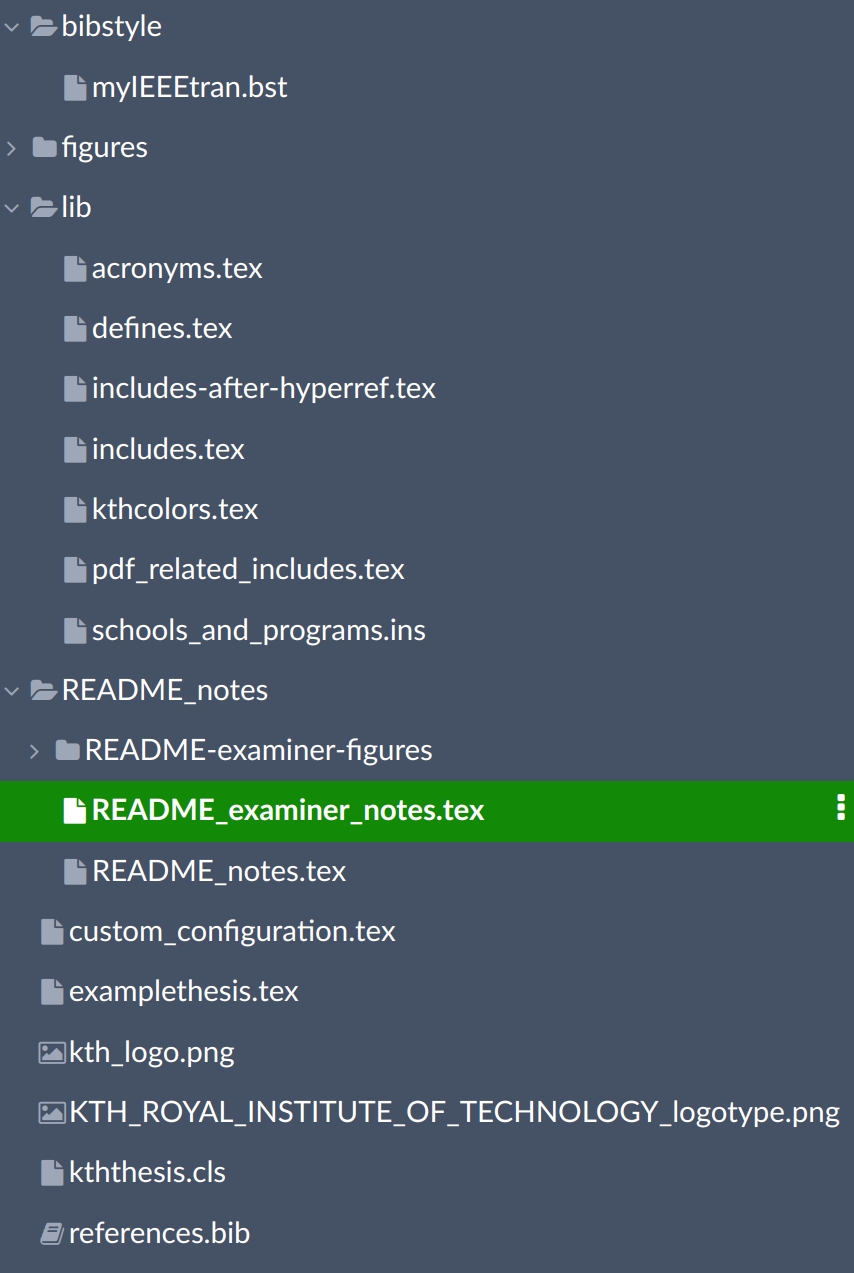 bibstyle
myIEEEtran.bst
figures
lib
acronyms.tex
defines.tex
includes-after-hyperref.tex
includes.tex
kthcolors.tex
pdf_related_includes.tex
schools_and_programs.ins
README_notes
README-examiner-figures
README_examiner_notes.tex
README_notes.tex
custom_configuration.tex
examplethesis.tex
kth_logo.png
KTH_ROYAL_INSTITUTE_OF_TECHNOLOGY_logotype.png
kththesis.cls
references.bib